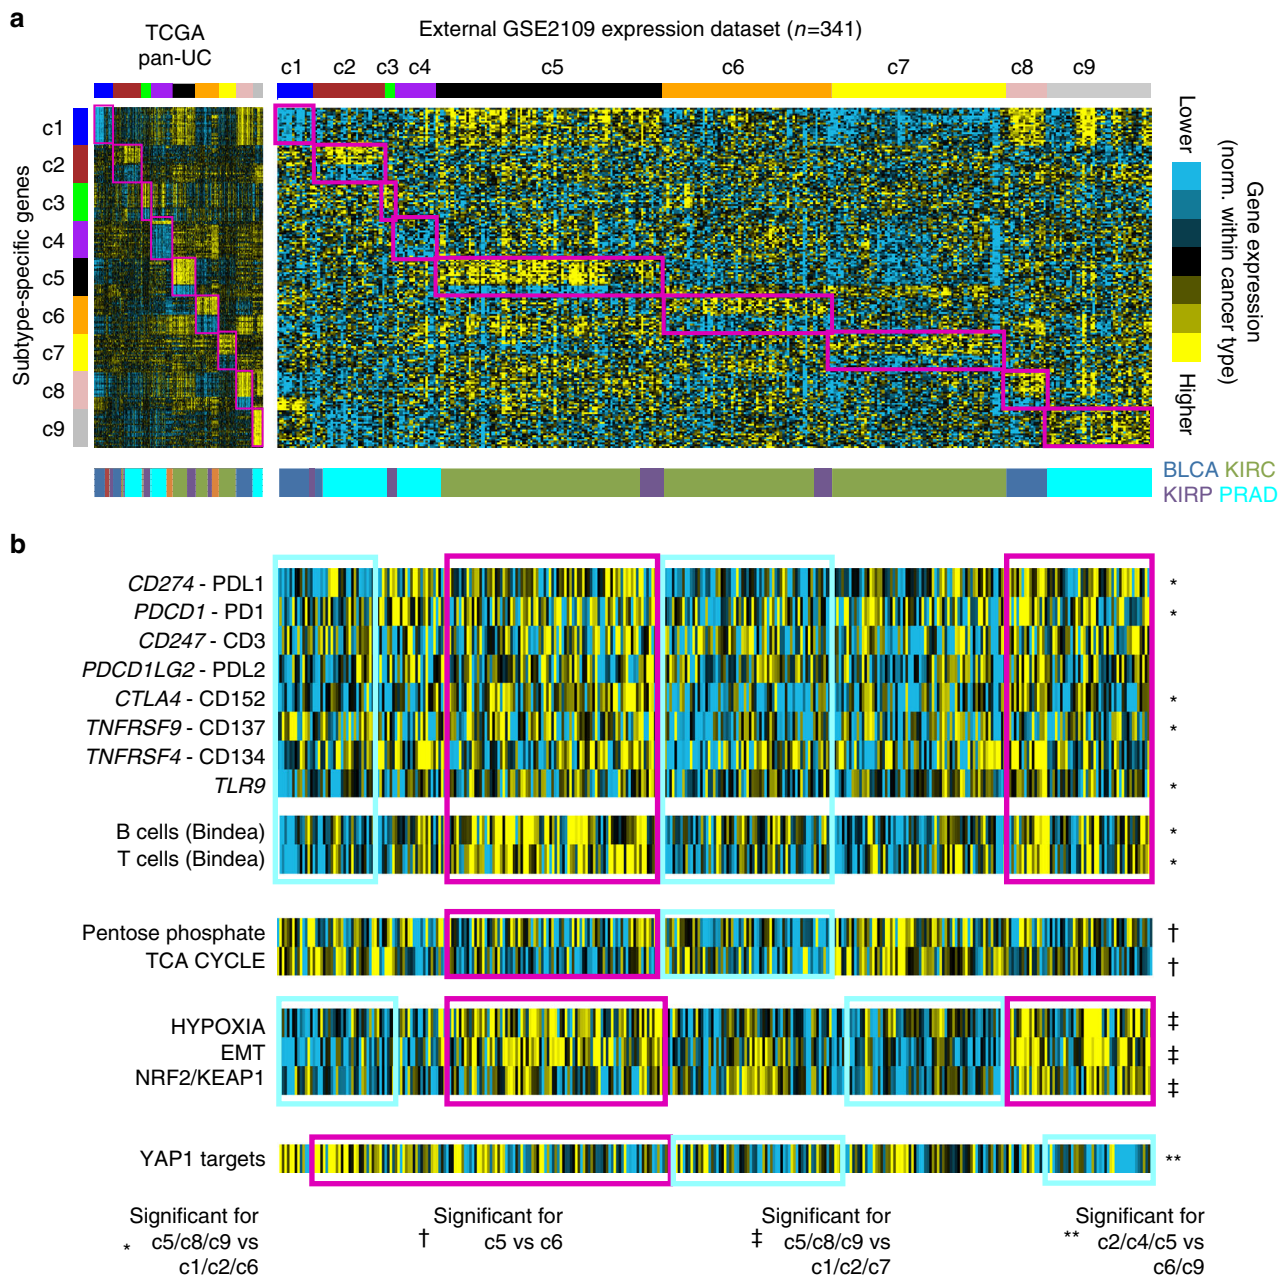 a
TCGA
pan-UC
External GSE2109 expression dataset (n=341)
c1 c2 c3 c4 c5 c6 c7 c8 c9
Subtype-specific genes
c1
c2
c3
c4
c5
c6
c7
c8
c9
Lower
Higher
Gene expression
(norm. within cancer type)
BLCA KIRC
KIRP PRAD
b
CD274 - PDL1 *
PDCD1 - PD1 *
CD247 - CD3
PDCD1LG2 - PDL2
CTLA4 - CD152 *
TNFRSF9 - CD137 *
TNFRSF4 - CD134
TLR9 *
B cells (Bindea) *
T cells (Bindea) *
Pentose phosphate †
TCA CYCLE †
HYPOXIA ‡
EMT ‡
NRF2/KEAP1 ‡
YAP1 targets **
* Significant for
c5/c8/c9 vs
c1/c2/c6
† Significant for
c5 vs c6
‡ Significant for
c5/c8/c9 vs
c1/c2/c7
** Significant for
c2/c4/c5 vs
c6/c9